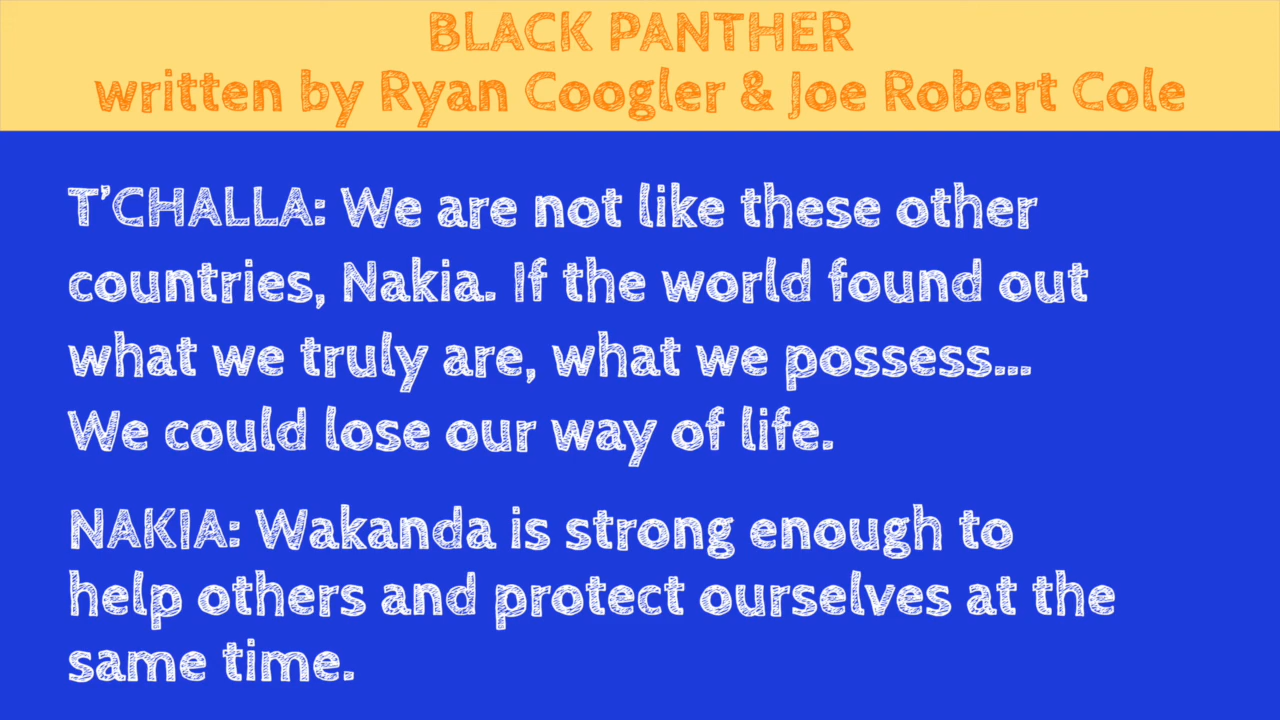 BLACK PANTHER
written by Ryan Coogler & Joe Robert Cole
T’CHALLA: We are not like these other
countries, Nakia. If the world found out
what we truly are, what we possess...
We could lose our way of life.
NAKIA: Wakanda is strong enough to
help others and protect ourselves at the
same time.